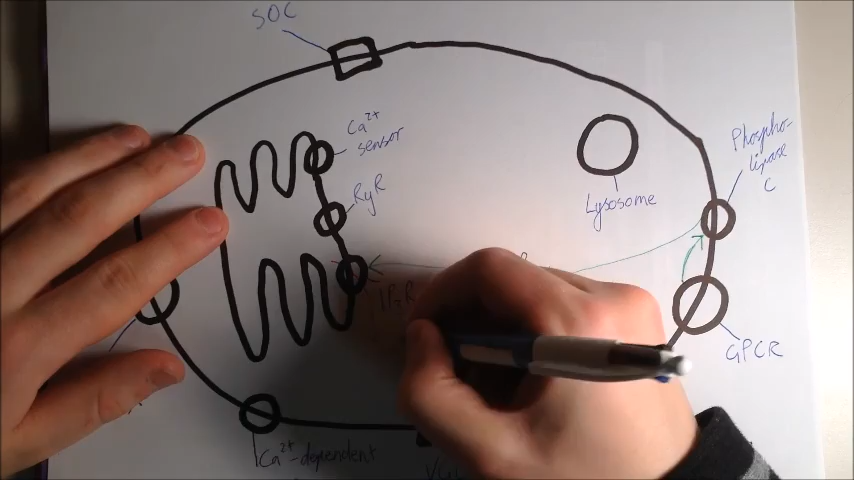 SOC
Ca²⁺
sensor
RyR
Phospho-
lipase
C
Lysosome
GPCR
Ca²⁺-dependent